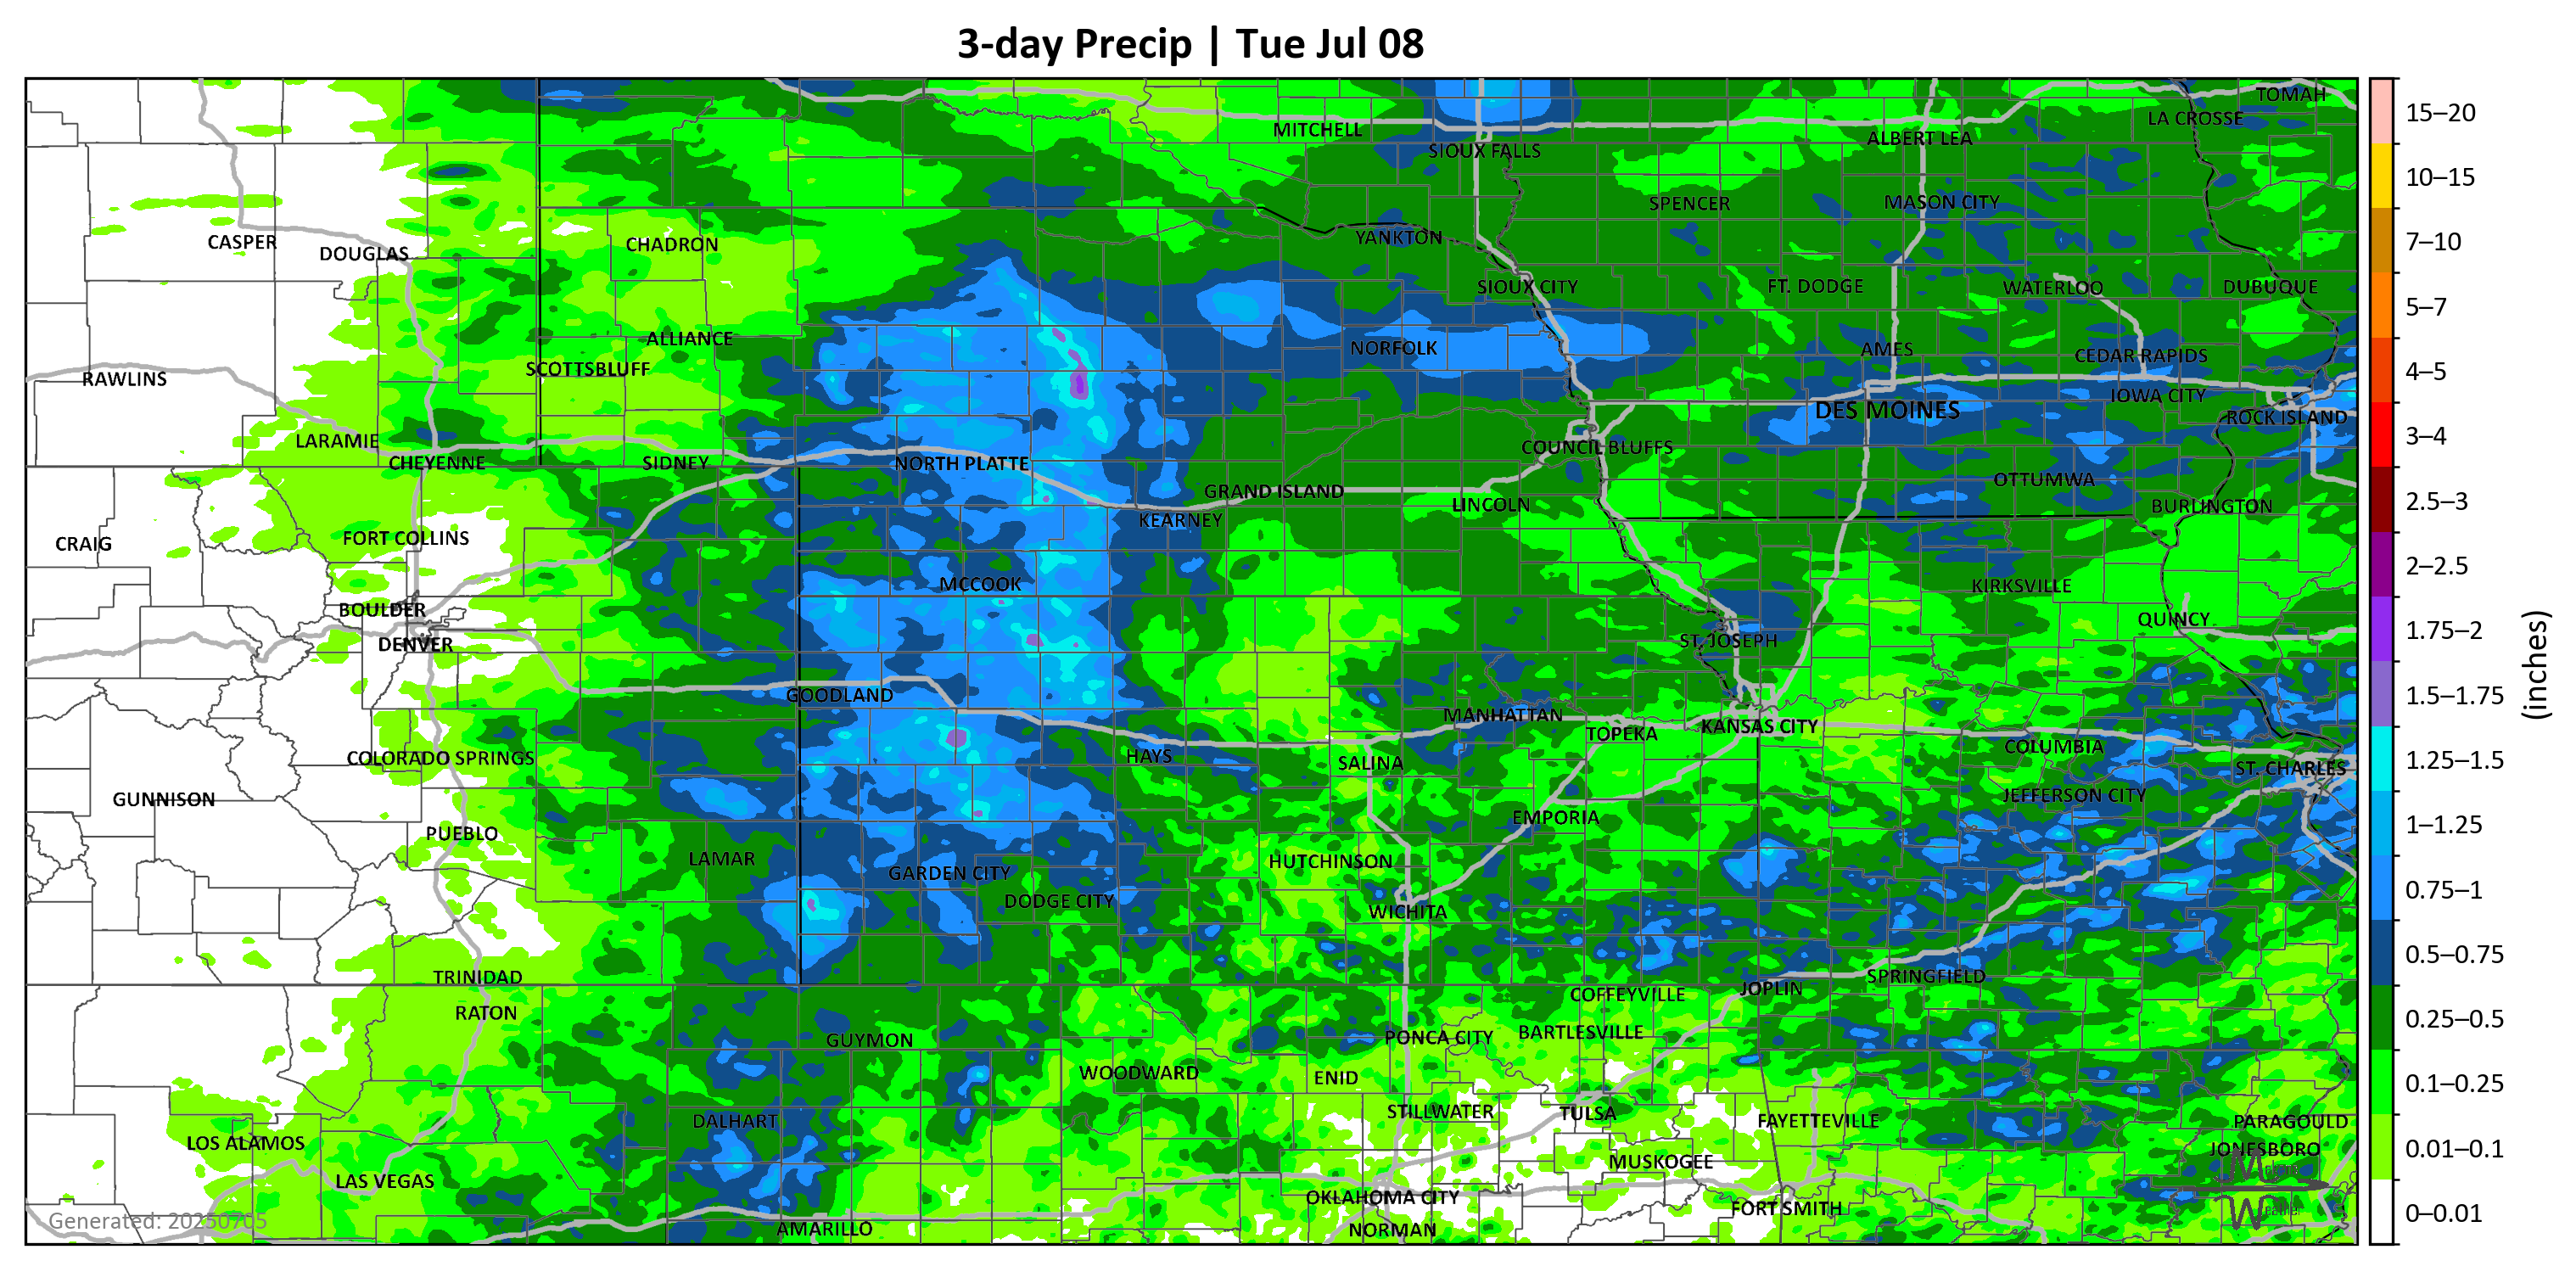 3-day Precip | Tue Jul 08
TOMAH
LA CROSSE
MITCHELL
ALBERT LEA
SIOUX FALLS
MASON CITY
SPENCER
YANKTON
CASPER
CHADRON
DOUGLAS
SIOUX CITY
FT. DODGE
WATERLOO
DUBUQUE
ALLIANCE
NORFOLK
AMES
CEDAR RAPIDS
SCOTTSBLUFF
RAWLINS
IOWA CITY
DES MOINES
ROCK ISLAND
LARAMIE
COUNCIL BLUFFS
CHEYENNE
SIDNEY
NORTH PLATTE
OTTUMWA
GRAND ISLAND
LINCOLN
BURLINGTON
KEARNEY
FORT COLLINS
CRAIG
MCCOOK
KIRKSVILLE
BOULDER
QUINCY
DENVER
ST. JOSEPH
GOODLAND
MANHATTAN
KANSAS CITY
TOPEKA
COLUMBIA
HAYS
COLORADO SPRINGS
SALINA
ST. CHARLES
JEFFERSON CITY
GUNNISON
EMPORIA
PUEBLO
LAMAR
HUTCHINSON
GARDEN CITY
DODGE CITY
WICHITA
TRINIDAD
SPRINGFIELD
JOPLIN
COFFEYVILLE
RATON
BARTLESVILLE
PONCA CITY
GUYMON
WOODWARD
ENID
STILLWATER
TULSA
DALHART
FAYETTEVILLE
PARAGOULD
LOS ALAMOS
JONESBORO
MUSKOGEE
LAS VEGAS
OKLAHOMA CITY
FORT SMITH
Generated: 20250705
AMARILLO
NORMAN
15–20
10–15
7–10
5–7
4–5
3–4
2.5–3
2–2.5
1.75–2
1.5–1.75
1.25–1.5
1–1.25
0.75–1
0.5–0.75
0.25–0.5
0.1–0.25
0.01–0.1
0–0.01
(inches)